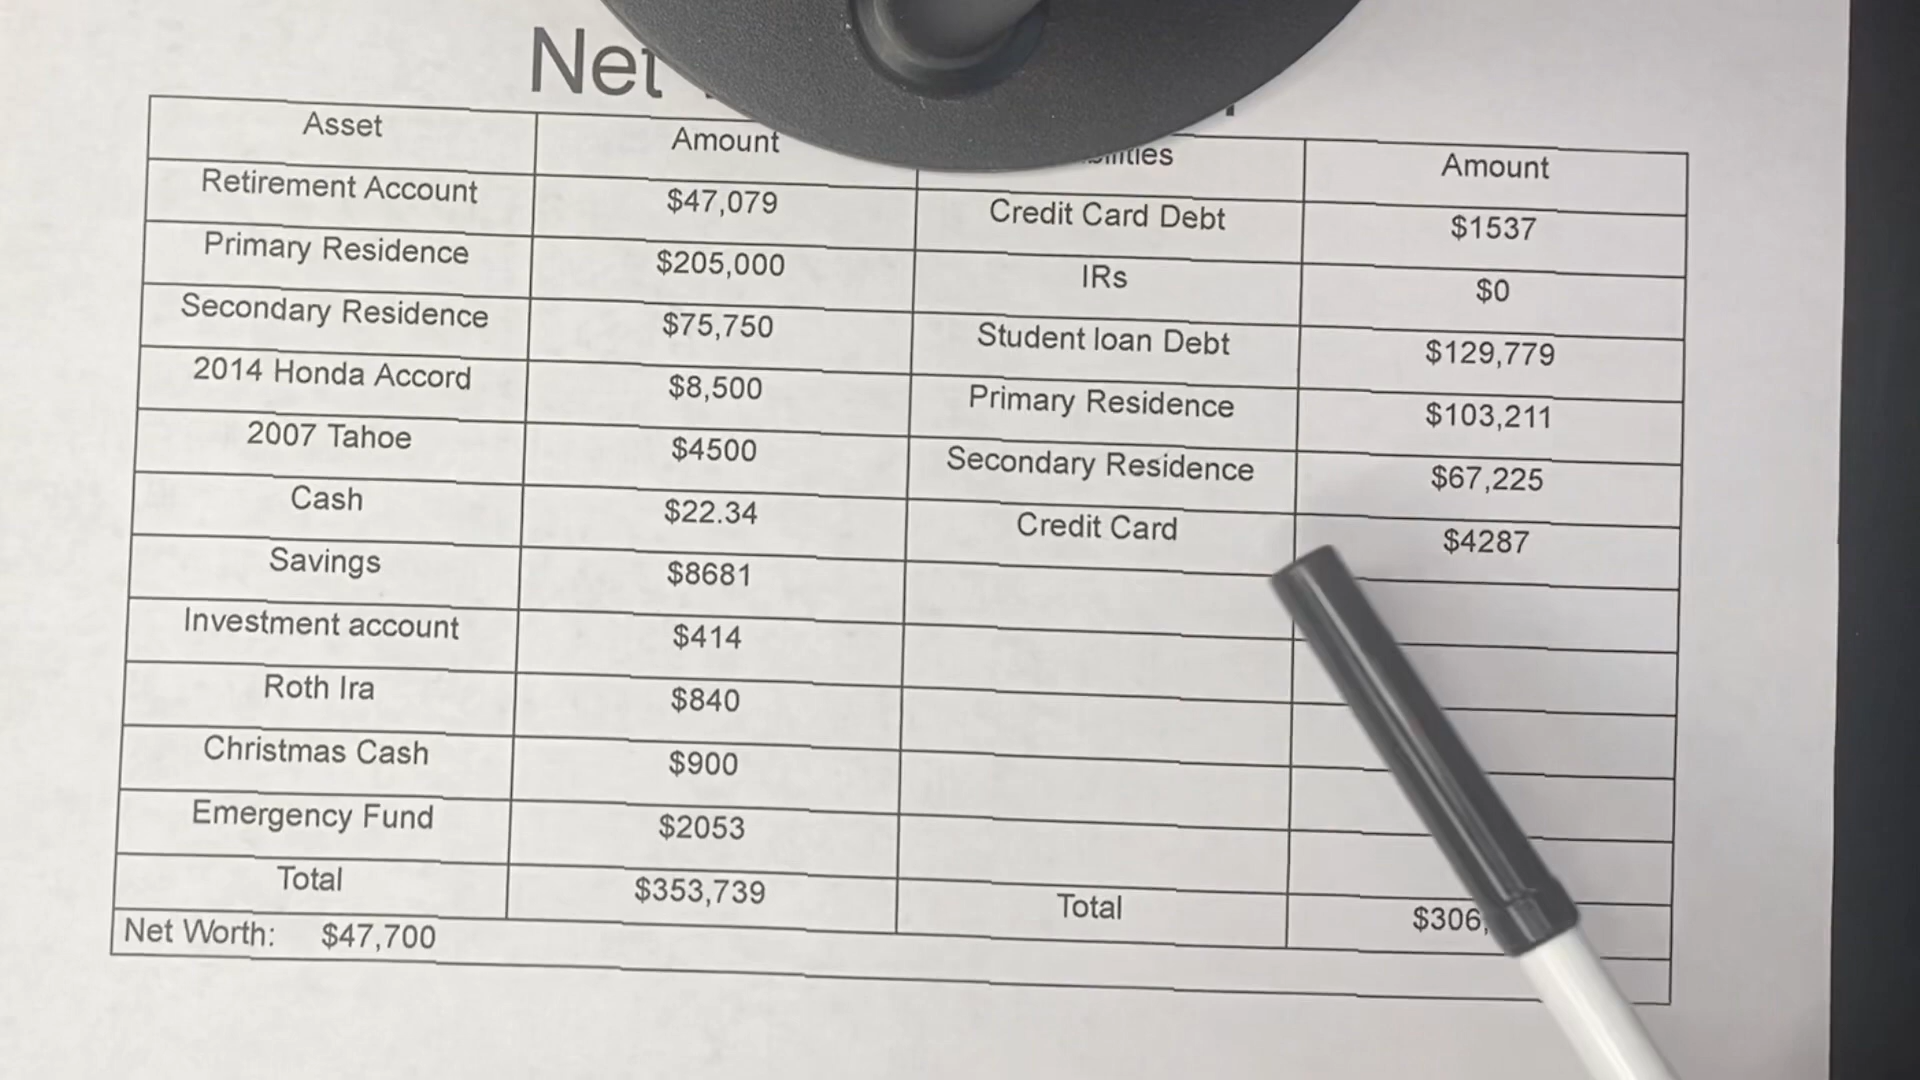 Net
Asset Amount Amount
Retirement Account $47,079 Credit Card Debt $1537
Primary Residence $205,000 IRs $0
Secondary Residence $75,750 Student loan Debt $129,779
2014 Honda Accord $8,500 Primary Residence $103,211
2007 Tahoe $4500 Secondary Residence $67,225
Cash $22.34 Credit Card $4287
Savings $8681
Investment account $414
Roth Ira $840
Christmas Cash $900
Emergency Fund $2053
Total $353,739 Total $306,
Net Worth: $47,700